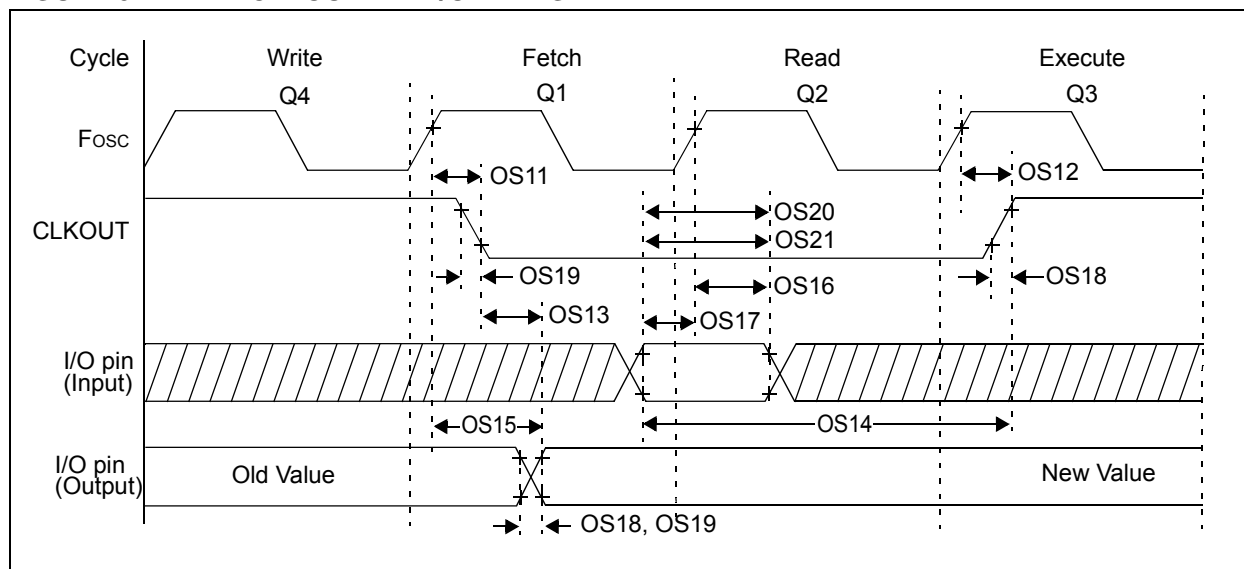 Cycle Write Fetch Read Execute
Q4 Q1 Q2 Q3
Fosc
OS11 OS12
CLKOUT
OS20
OS21
OS19 OS16 OS18
OS13 OS17
I/O pin
(Input)
OS15 OS14
I/O pin
(Output)
Old Value New Value
OS18, OS19